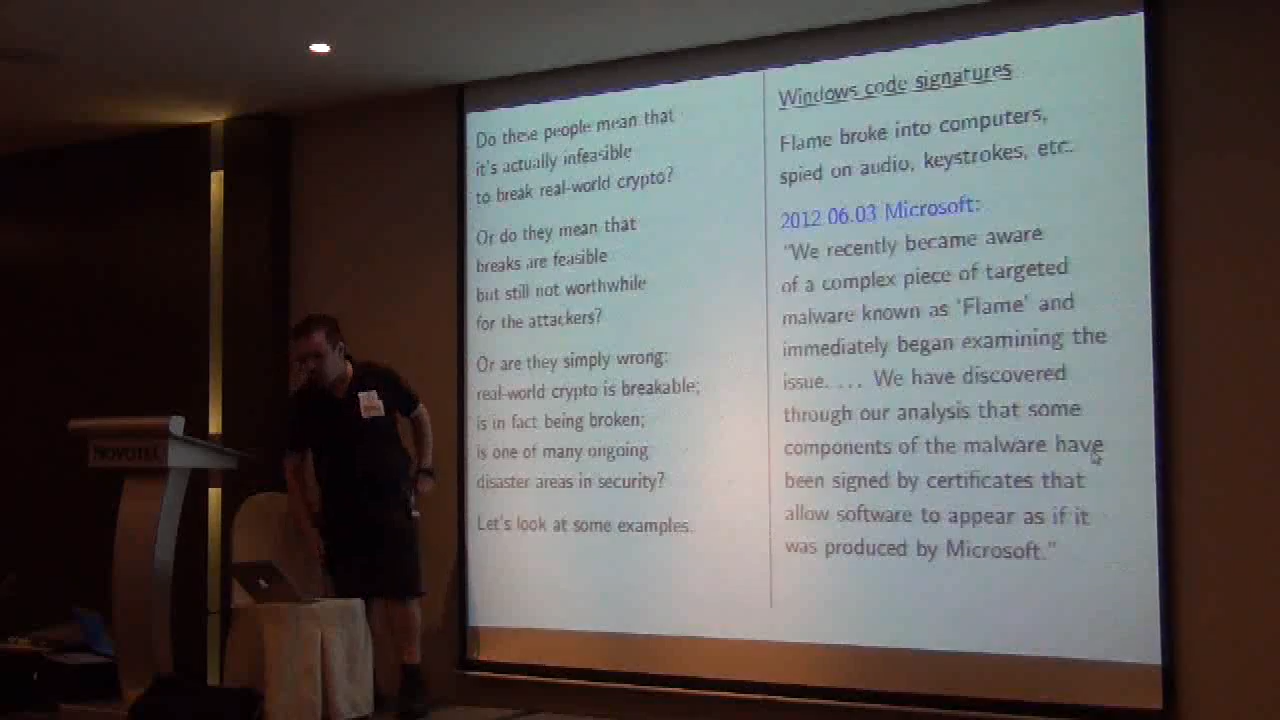 NOVOTEL
Do these people mean that
it's actually infeasible
to break real-world crypto?
Or do they mean that
breaks are feasible
but still not worthwhile
for the attackers?
Or are they simply wrong:
real-world crypto is breakable;
is in fact being broken;
is one of many ongoing
disaster areas in security?
Let's look at some examples.
Windows code signatures
Flame broke into computers,
spied on audio, keystrokes, etc.
2012.06.03 Microsoft:
"We recently became aware
of a complex piece of targeted
malware known as 'Flame' and
immediately began examining the
issue. . . . We have discovered
through our analysis that some
components of the malware have
been signed by certificates that
allow software to appear as if it
was produced by Microsoft."